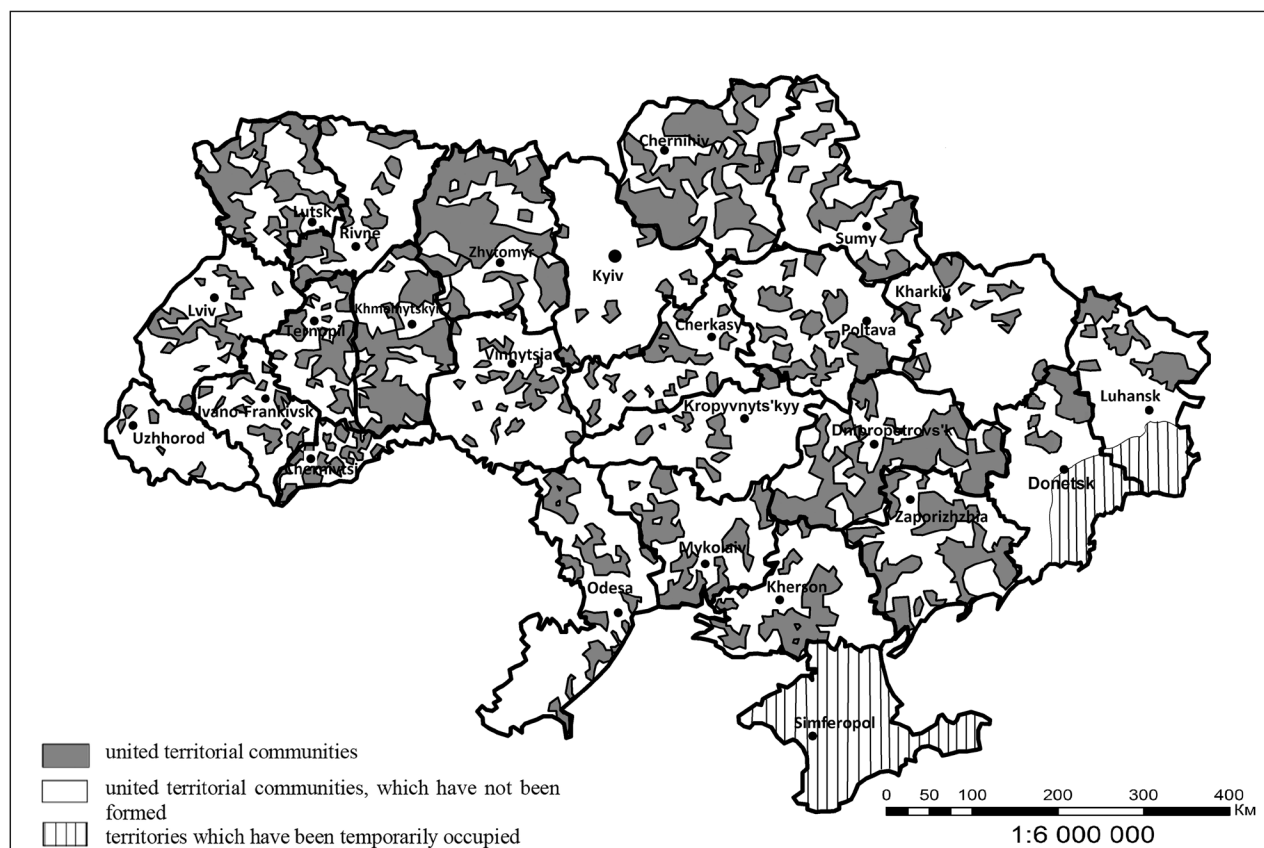 Chernihiv
Sumy
Lutsk
Rivne
Zhytomyr
Kyiv
Kharkiv
Lviv
Ternopil
Khmalnytskyi
Cherkasy
Poltava
Vinnytsia
Luhansk
Ivano-Frankivsk
Kropyvnyts'kyy
Uzhhorod
Dnipropetrovs'k
Chernivtsi
Donetsk
Zaporizhzhia
Mykolaiv
Odesa
Kherson
Simferopol
united territorial communities
united territorial communities, which have not been
formed
territories which have been temporarily occupied
0 50 100 200 300 400
Км
1:6 000 000